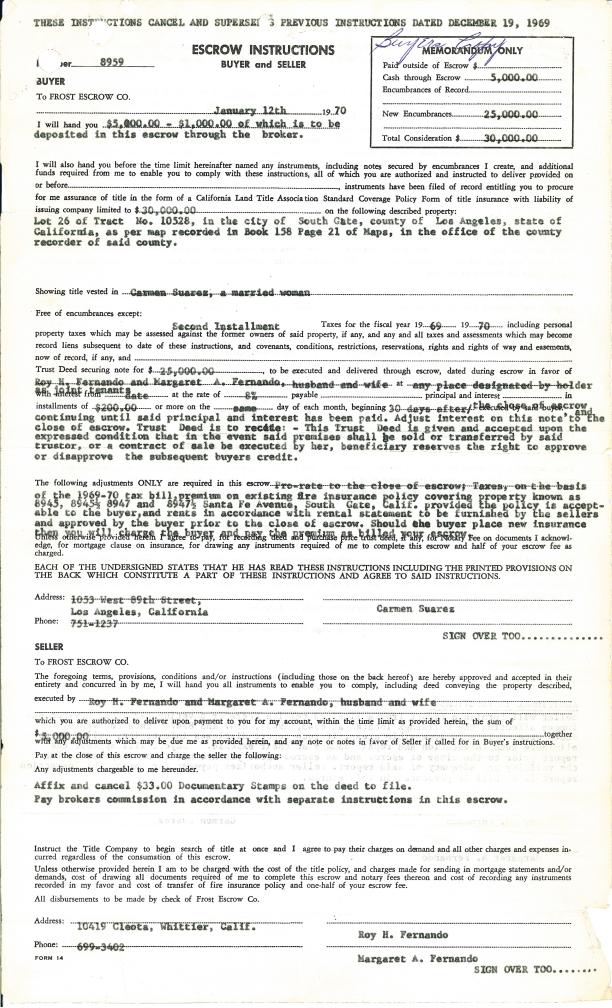 THESE INSTRUCTIONS CANCEL AND SUPERSE S PREVIOUS INSTRUCTIONS DATED DECEMBER 19, 1969
Buyers Copy
ESCROW INSTRUCTIONS
BUYER and SELLER
MEMORANDUM ONLY
Paid outside of Escrow $
Cash through Escrow 5,000.00
Encumbrances of Record
New Encumbrances 25,000.00
Total Consideration $ 30,000.00
8959
BUYER
To FROST ESCROW CO.
January 12th 1970
I will hand you $5,000.00 - $1,000.00 of which is to be
deposited in this escrow through the broker.
I will also hand you before the time limit hereinafter named any instruments, including notes secured by encumbrances I create, and additional
funds required from me to enable you to comply with these instructions, all of which you are authorized and instructed to deliver provided on
or before, instruments have been filed of record entitling you to procure
for me assurance of title in the form of a California Land Title Association Standard Coverage Policy Form of title insurance with liability of
issuing company limited to $30,000.00 on the following described property:
Lot 26 of Tract No. 10528, in the city of South Gate, county of Los Angeles, state of
California, as per map recorded in Book 158 Page 21 of Maps, in the office of the county
recorder of said county.
Showing title vested in Carmen Suarez, a married woman
Free of encumbrances except:
Second Installment Taxes for the fiscal year 1969 1970 including personal
property taxes which may be assessed against the former owners of said property, if any, and any and all taxes and assessments which may become
record liens subsequent to date of these instructions, and covenants, conditions, restrictions, reservations, rights and rights of way and easements,
now of record, if any, and
Trust Deed securing note for $25,000.00, to be executed and delivered through escrow, dated during escrow in favor of
Roy H. Fernando and Margaret A. Fernando, husband and wife at any place designated by holder
as joint tenants
with interest from date at the rate of 8% payable principal and interest in
installments of $200.00 or more on the same day of each month, beginning 30 days after/the close of escrow and
continuing until said principal and interest has been paid. Adjust interest on this note to the
close of escrow. Trust Deed is to recite: - This Trust Deed is given and accepted upon the
expressed condition that in the event said premises shall be sold or transferred by said
trustor, or a contract of sale be executed by her, beneficiary reserves the right to approve
or disapprove the subsequent buyers credit.
The following adjustments ONLY are required in this escrow Pro-rate to the close of escrow; Taxes, on the basis
of the 1969-70 tax bill, premium on existing fire insurance policy covering property known as
8945, 8945½ 8947 and 8947½ Santa Fe Avenue, South Gate, Calif. provided the policy is accept-
able to the buyer, and rents in accordance with rental statement to be furnished by the sellers
and approved by the buyer prior to the close of escrow. Should the buyer place new insurance
then you will charge the buyer and pay the premium as billed your escrow.
Unless otherwise provided herein I agree to pay, for recording deed and purchase price trust deed, if any, for Notary Fee on documents I acknowl-
edge, for mortgage clause on insurance, for drawing any instruments required of me to complete this escrow and half of your escrow fee as
charged.
EACH OF THE UNDERSIGNED STATES THAT HE HAS READ THESE INSTRUCTIONS INCLUDING THE PRINTED PROVISIONS ON
THE BACK WHICH CONSTITUTE A PART OF THESE INSTRUCTIONS AND AGREE TO SAID INSTRUCTIONS.
Address: 1053 West 89th Street,
Los Angeles, California
Carmen Suarez
Phone: 751-1237
SIGN OVER TOO.............
SELLER
To FROST ESCROW CO.
The foregoing terms, provisions, conditions and/or instructions (including those on the back hereof) are hereby approved and accepted in their
entirety and concurred in by me, I will hand you all instruments to enable you to comply, including deed conveying the property described,
executed by Roy H. Fernando and Margaret A. Fernando, husband and wife
which you are authorized to deliver upon payment to you for my account, within the time limit as provided herein, the sum of
$5,000.00 together
with any adjustments which may be due me as provided herein, and any note or notes in favor of Seller if called for in Buyer's instructions.
Pay at the close of this escrow and charge the seller the following:
Any adjustments chargeable to me hereunder.
Affix and cancel $33.00 Documentary Stamps on the deed to file.
Pay brokers commission in accordance with separate instructions in this escrow.
Instruct the Title Company to begin search of title at once and I agree to pay their charges on demand and all other charges and expenses in-
curred regardless of the consumation of this escrow.
Unless otherwise provided herein I am to be charged with the cost of the title policy, and charges made for sending in mortgage statements and/or
demands, cost of drawing all documents required of me to complete this escrow and notary fees thereon and cost of recording any instruments
recorded in my favor and cost of transfer of fire insurance policy and one-half of your escrow fee.
All disbursements to be made by check of Frost Escrow Co.
Address: 10419 Cleota, Whittier, Calif.
Roy H. Fernando
Phone: 699-3402
FORM 14
Margaret A. Fernando
SIGN OVER TOO.........